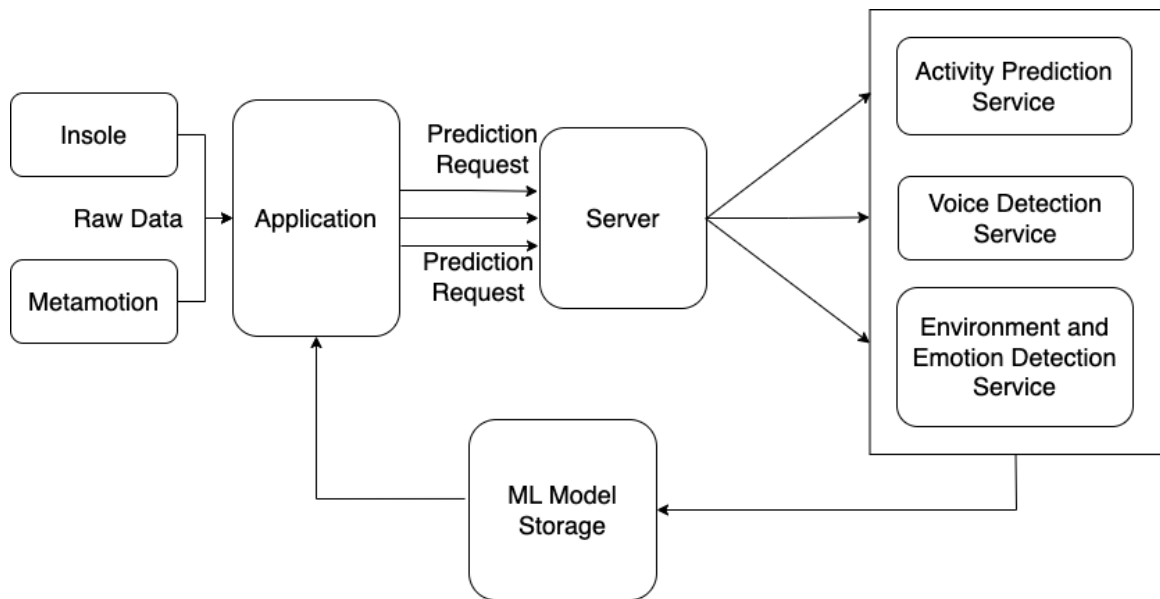 Insole
Raw Data
Metamotion
Application
Prediction
Request
Prediction
Request
Server
Activity Prediction
Service
Voice Detection
Service
Environment and
Emotion Detection
Service
ML Model
Storage